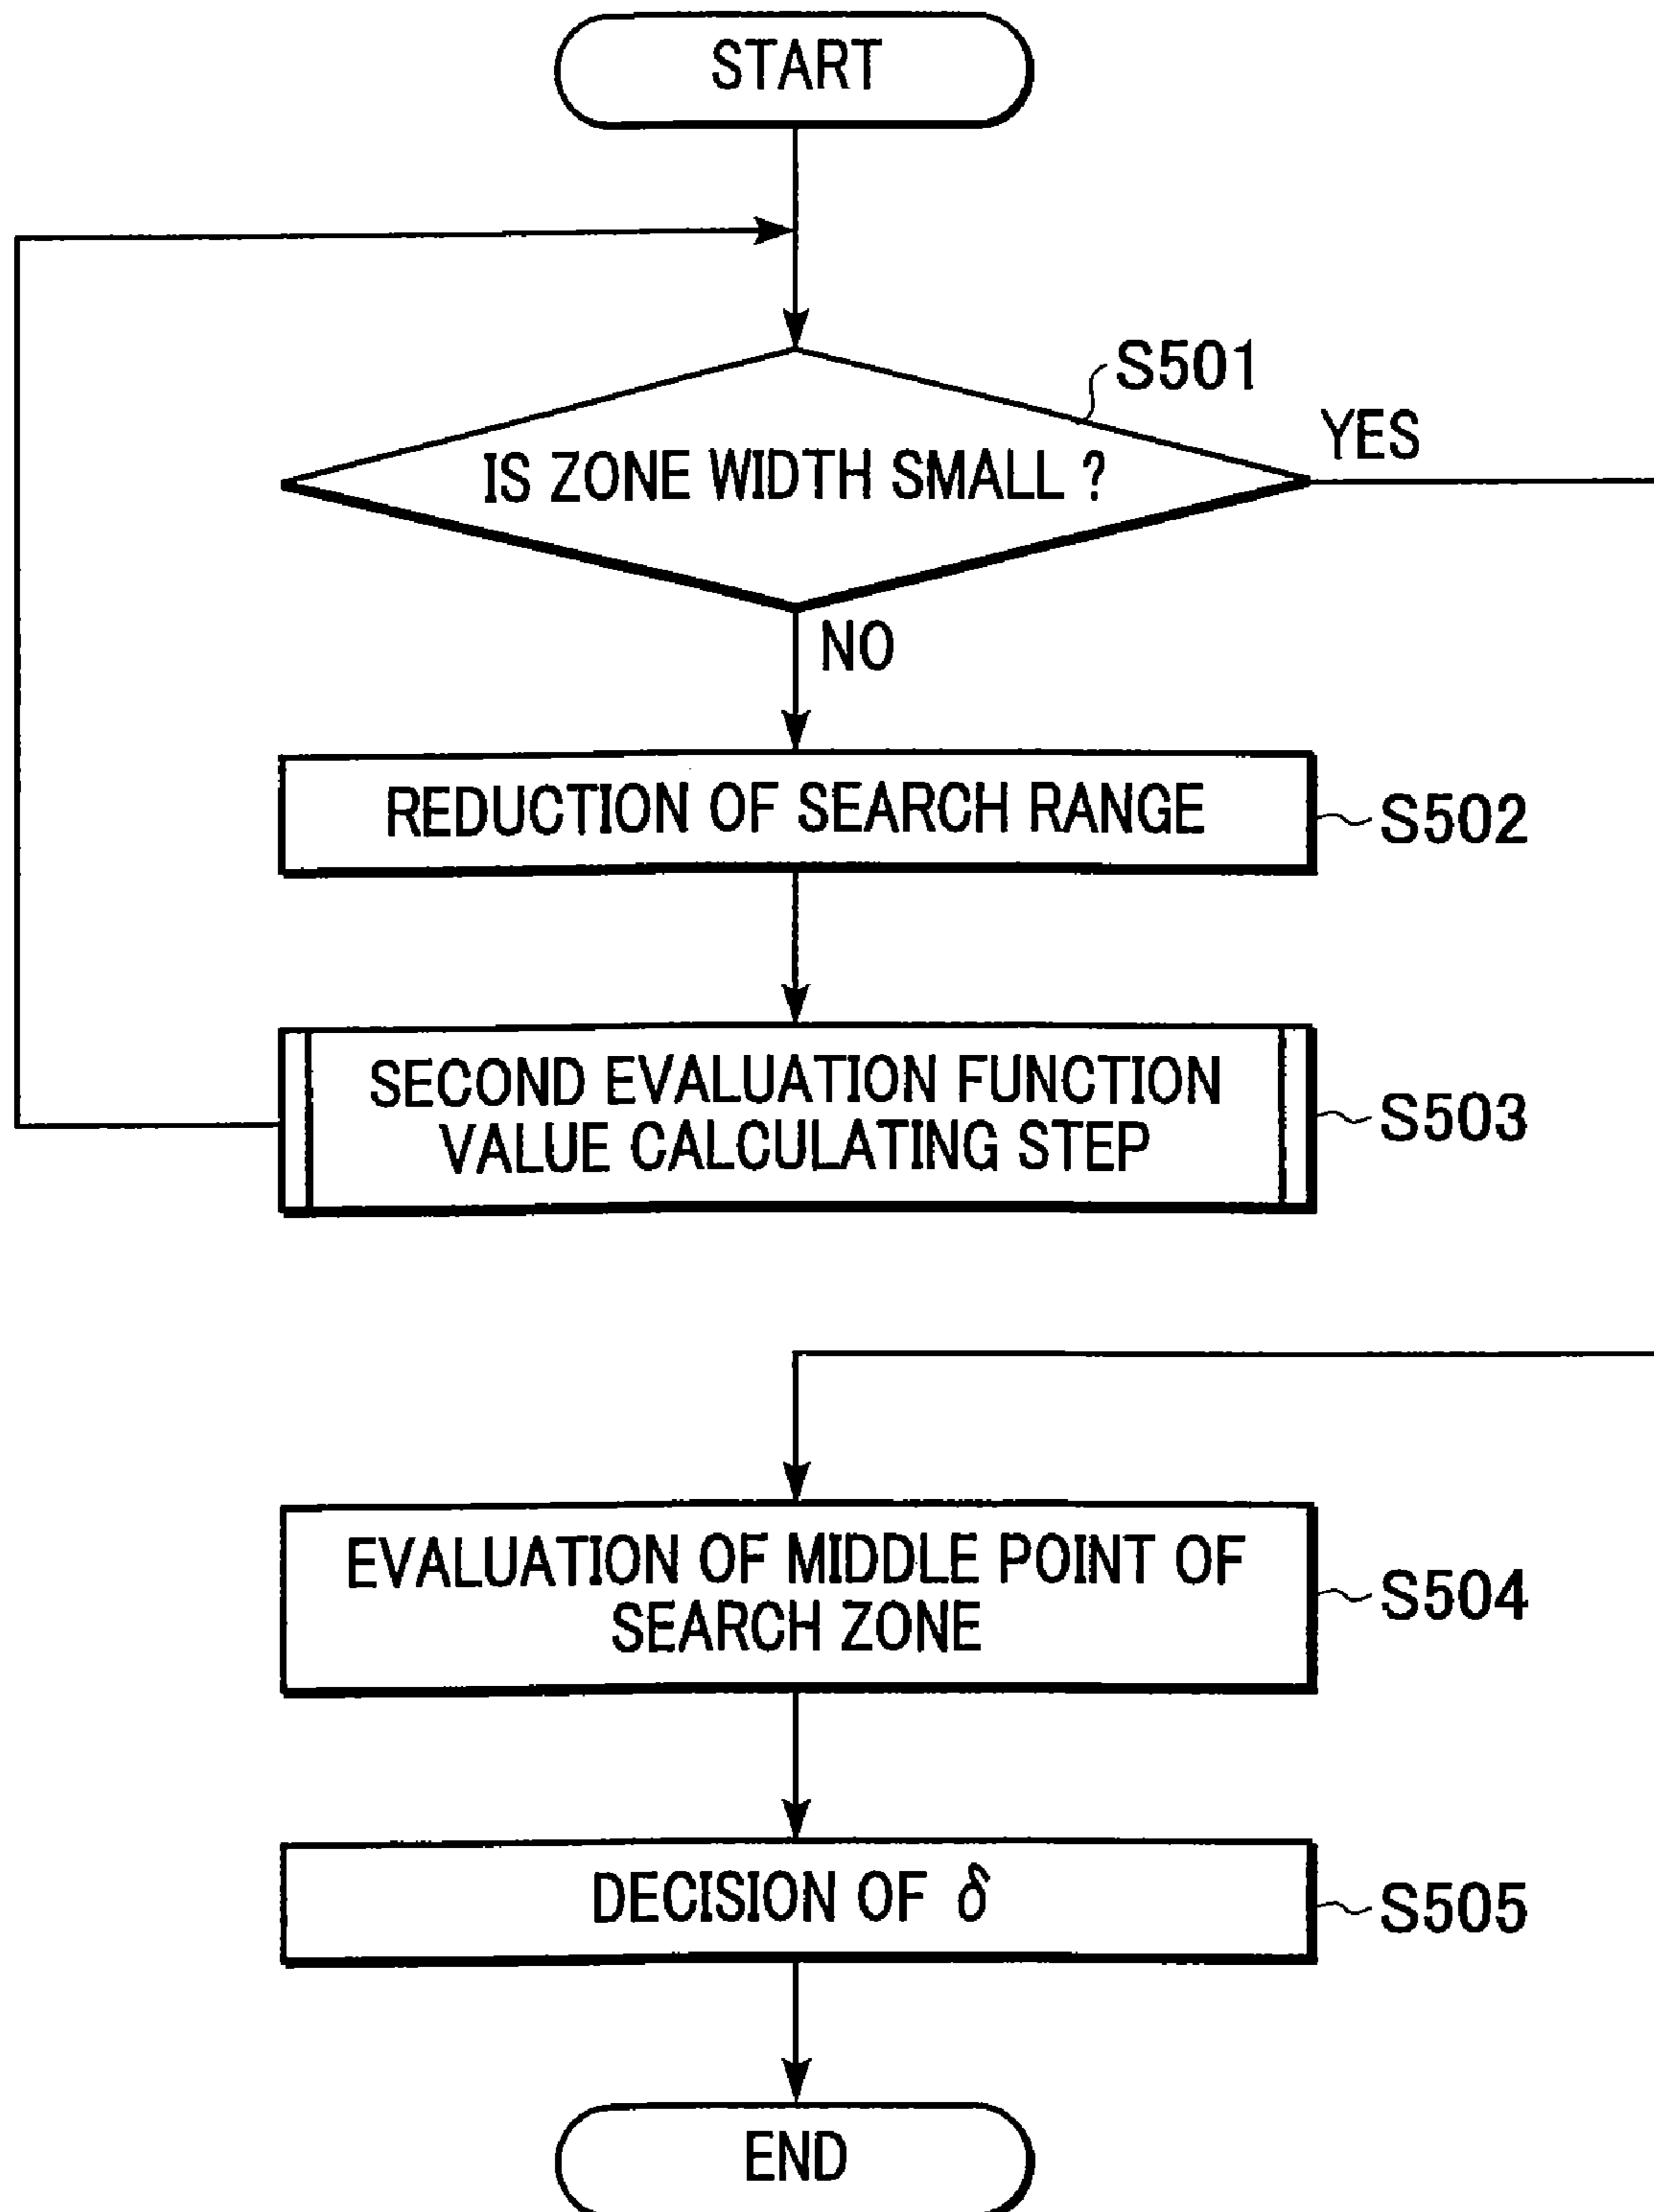 START
S501
YES
IS ZONE WIDTH SMALL ?
NO
REDUCTION OF SEARCH RANGE
S502
SECOND EVALUATION FUNCTION
VALUE CALCULATING STEP
S503
EVALUATION OF MIDDLE POINT OF
SEARCH ZONE
S504
DECISION OF δ
S505
END